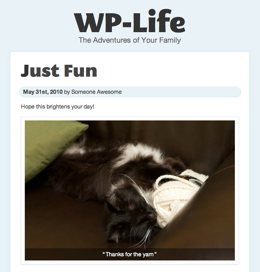 WP-Life
The Adventures of Your Family
Just Fun
May 31st, 2010 by Someone Awesome
Hope this brightens your day!
"Thanks for the yarn"